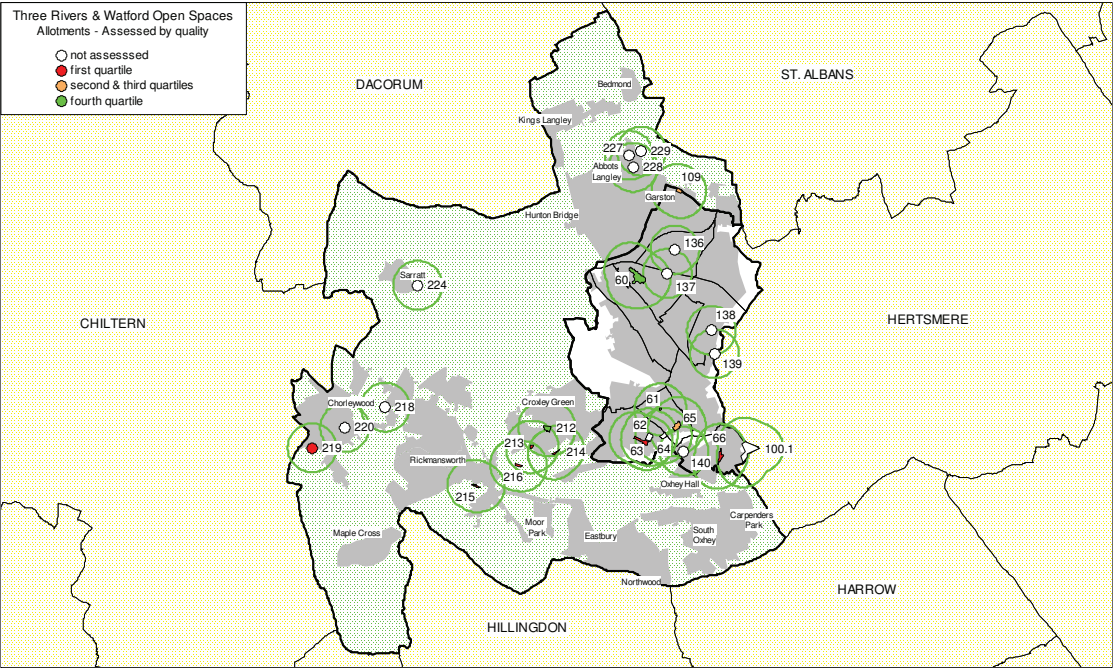 Three Rivers & Watford Open Spaces
Allotments - Assessed by quality
not assesssed
first quartile
second & third quartiles
fourth quartile
DACORUM
ST. ALBANS
Bedmond
Kings Langley
227
229
228
Abbots
Langley
109
Garston
Hunton Bridge
136
60
137
Sarratt
224
138
139
CHILTERN
HERTSMERE
Chorleywood
218
220
219
Croxley Green
212
213
214
216
215
Rickmansworth
61
65
62
63
64
66
140
100.1
Oxhey Hall
Moor
Park
Eastbury
South
Oxhey
Carpenders
Park
Maple Cross
Northwood
HARROW
HILLINGDON